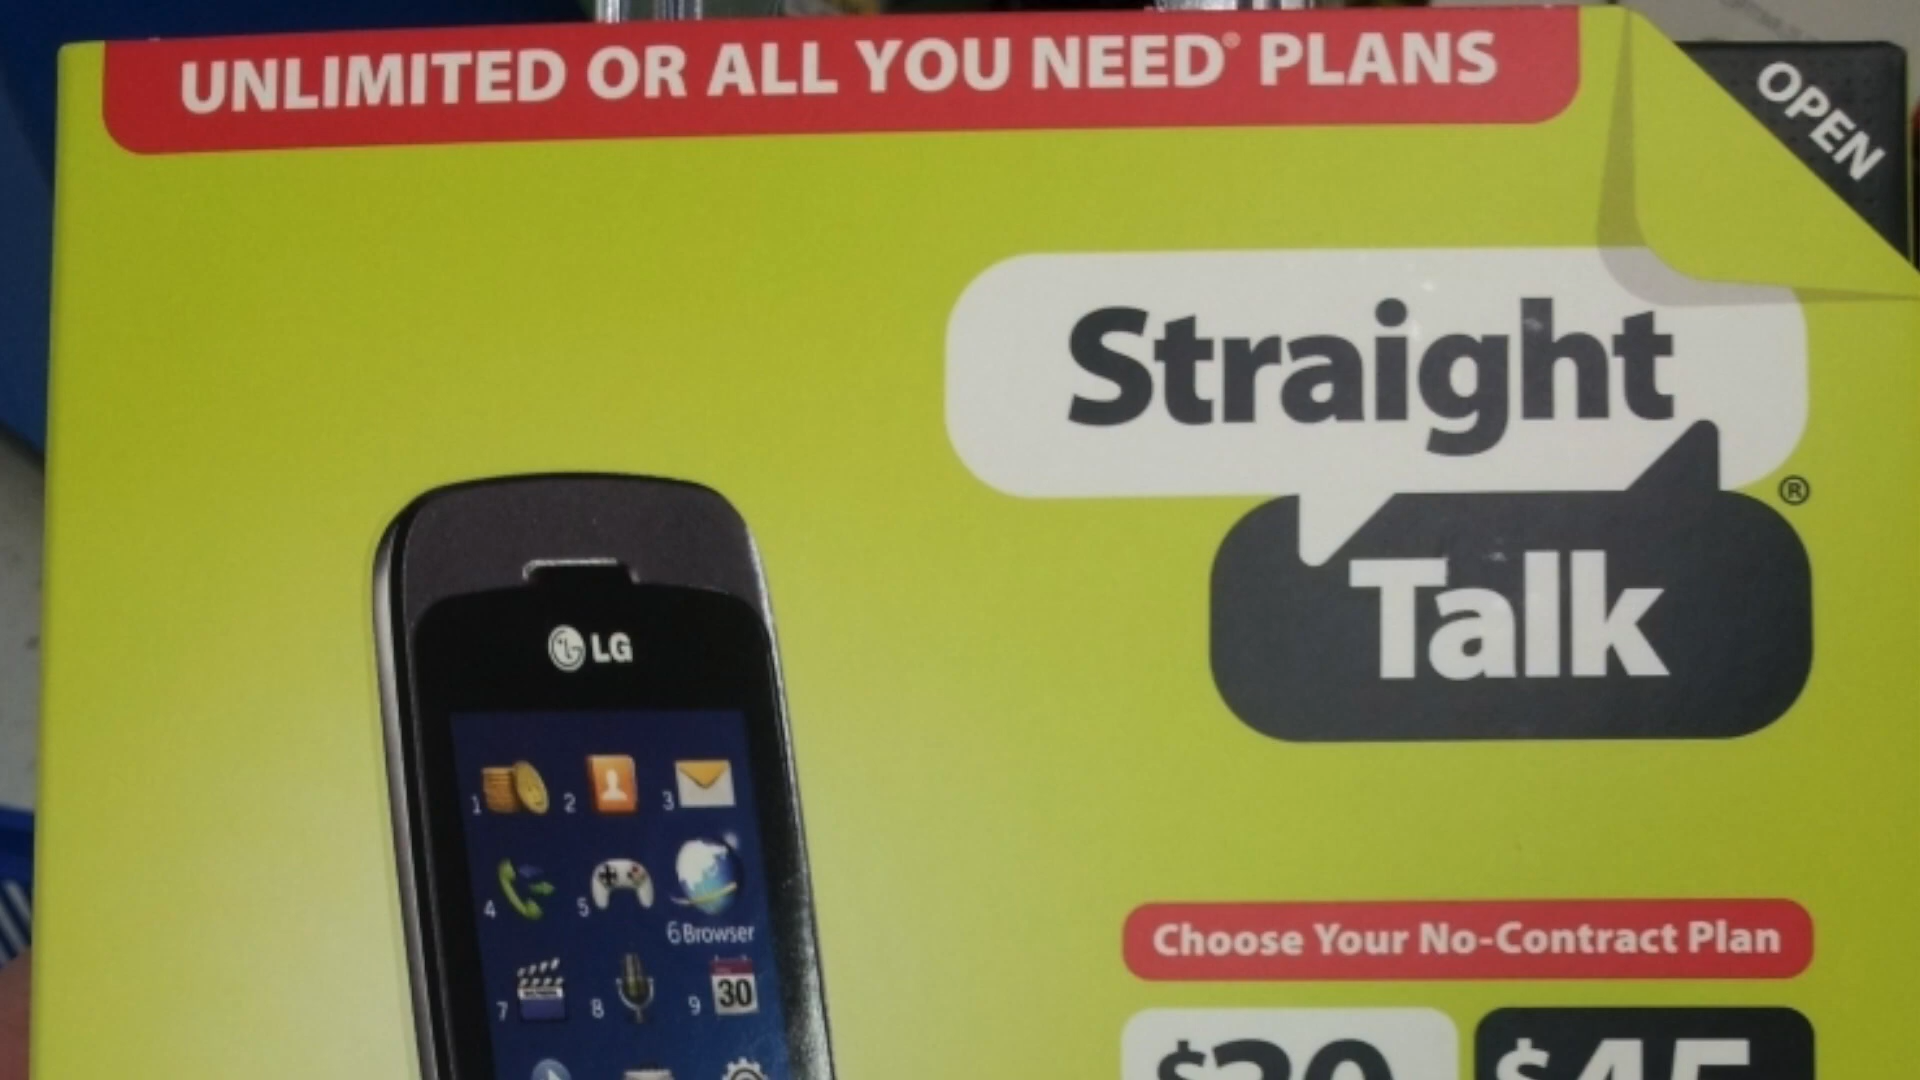 UNLIMITED OR ALL YOU NEED® PLANS
OPEN
Straight
Talk®
LG
1 2 3
4 5
6 Browser
7 8 9 30
Choose Your No-Contract Plan
$45